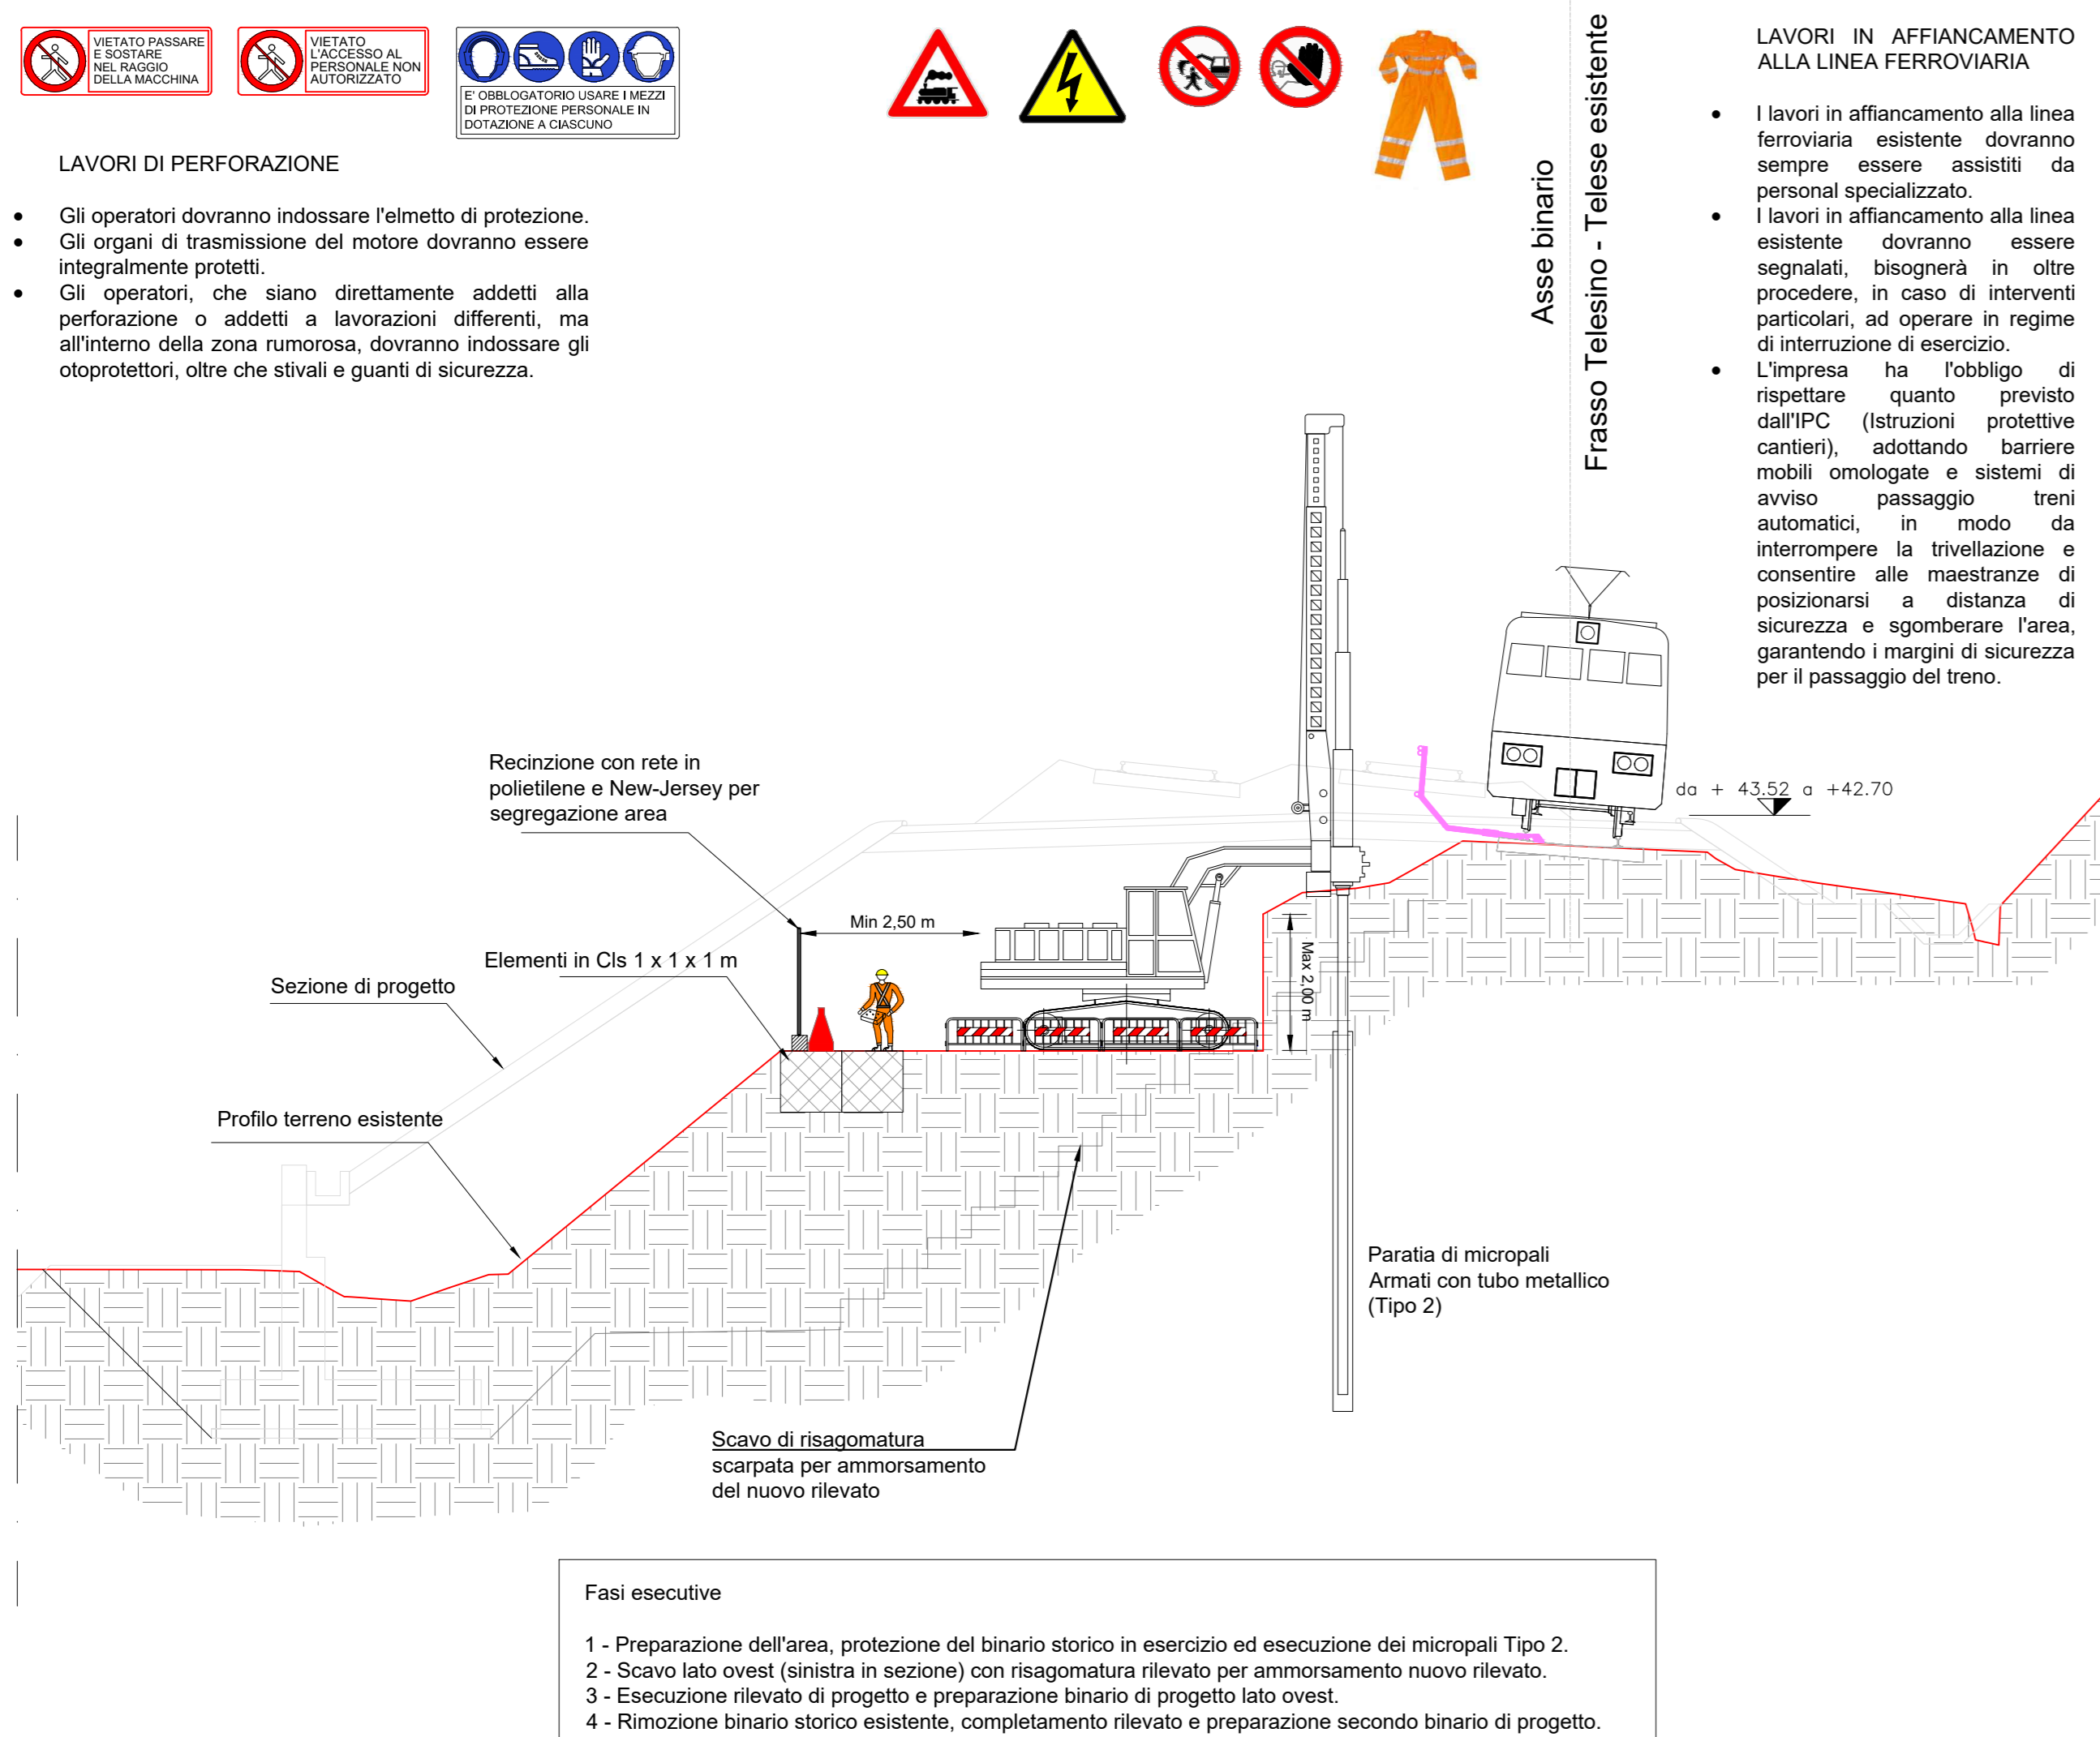 VIETATO PASSARE
E SOSTARE
NEL RAGGIO
DELLA MACCHINA
VIETATO
L'ACCESSO AL
PERSONALE NON
AUTORIZZATO
E' OBBLOGATORIO USARE I MEZZI
DI PROTEZIONE PERSONALE IN
DOTAZIONE A CIASCUNO
LAVORI DI PERFORAZIONE
• Gli operatori dovranno indossare l'elmetto di protezione.
• Gli organi di trasmissione del motore dovranno essere
integralmente protetti.
• Gli operatori, che siano direttamente addetti alla
perforazione o addetti a lavorazioni differenti, ma
all'interno della zona rumorosa, dovranno indossare gli
otoprotettori, oltre che stivali e guanti di sicurezza.
Asse binario
Frasso Telesino - Telese esistente
LAVORI IN AFFIANCAMENTO
ALLA LINEA FERROVIARIA
• I lavori in affiancamento alla linea
ferroviaria esistente dovranno
sempre essere assistiti da
personal specializzato.
• I lavori in affiancamento alla linea
esistente dovranno essere
segnalati, bisognerà in oltre
procedere, in caso di interventi
particolari, ad operare in regime
di interruzione di esercizio.
• L'impresa ha l'obbligo di
rispettare quanto previsto
dall'IPC (Istruzioni protettive
cantieri), adottando barriere
mobili omologate e sistemi di
avviso passaggio treni
automatici, in modo da
interrompere la trivellazione e
consentire alle maestranze di
posizionarsi a distanza di
sicurezza e sgomberare l'area,
garantendo i margini di sicurezza
per il passaggio del treno.
Recinzione con rete in
polietilene e New-Jersey per
segregazione area
da + 43.52 a +42.70
Min 2,50 m
Elementi in Cls 1 x 1 x 1 m
Max 2,00 m
Sezione di progetto
Profilo terreno esistente
Paratia di micropali
Armati con tubo metallico
(Tipo 2)
Scavo di risagomatura
scarpata per ammorsamento
del nuovo rilevato
Fasi esecutive
1 - Preparazione dell'area, protezione del binario storico in esercizio ed esecuzione dei micropali Tipo 2.
2 - Scavo lato ovest (sinistra in sezione) con risagomatura rilevato per ammorsamento nuovo rilevato.
3 - Esecuzione rilevato di progetto e preparazione binario di progetto lato ovest.
4 - Rimozione binario storico esistente, completamento rilevato e preparazione secondo binario di progetto.